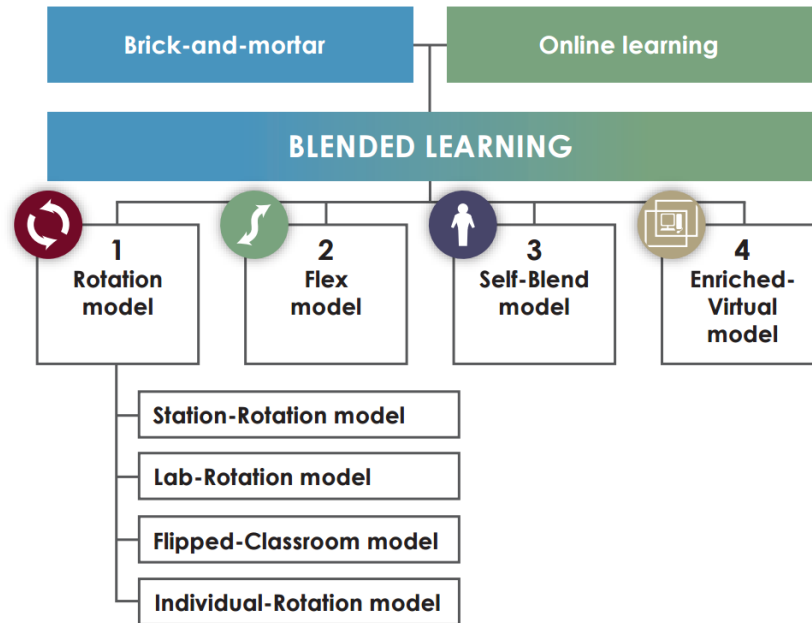 Brick-and-mortar
Online learning
BLENDED LEARNING
1
Rotation
model
2
Flex
model
3
Self-Blend
model
4
Enriched-
Virtual
model
Station-Rotation model
Lab-Rotation model
Flipped-Classroom model
Individual-Rotation model